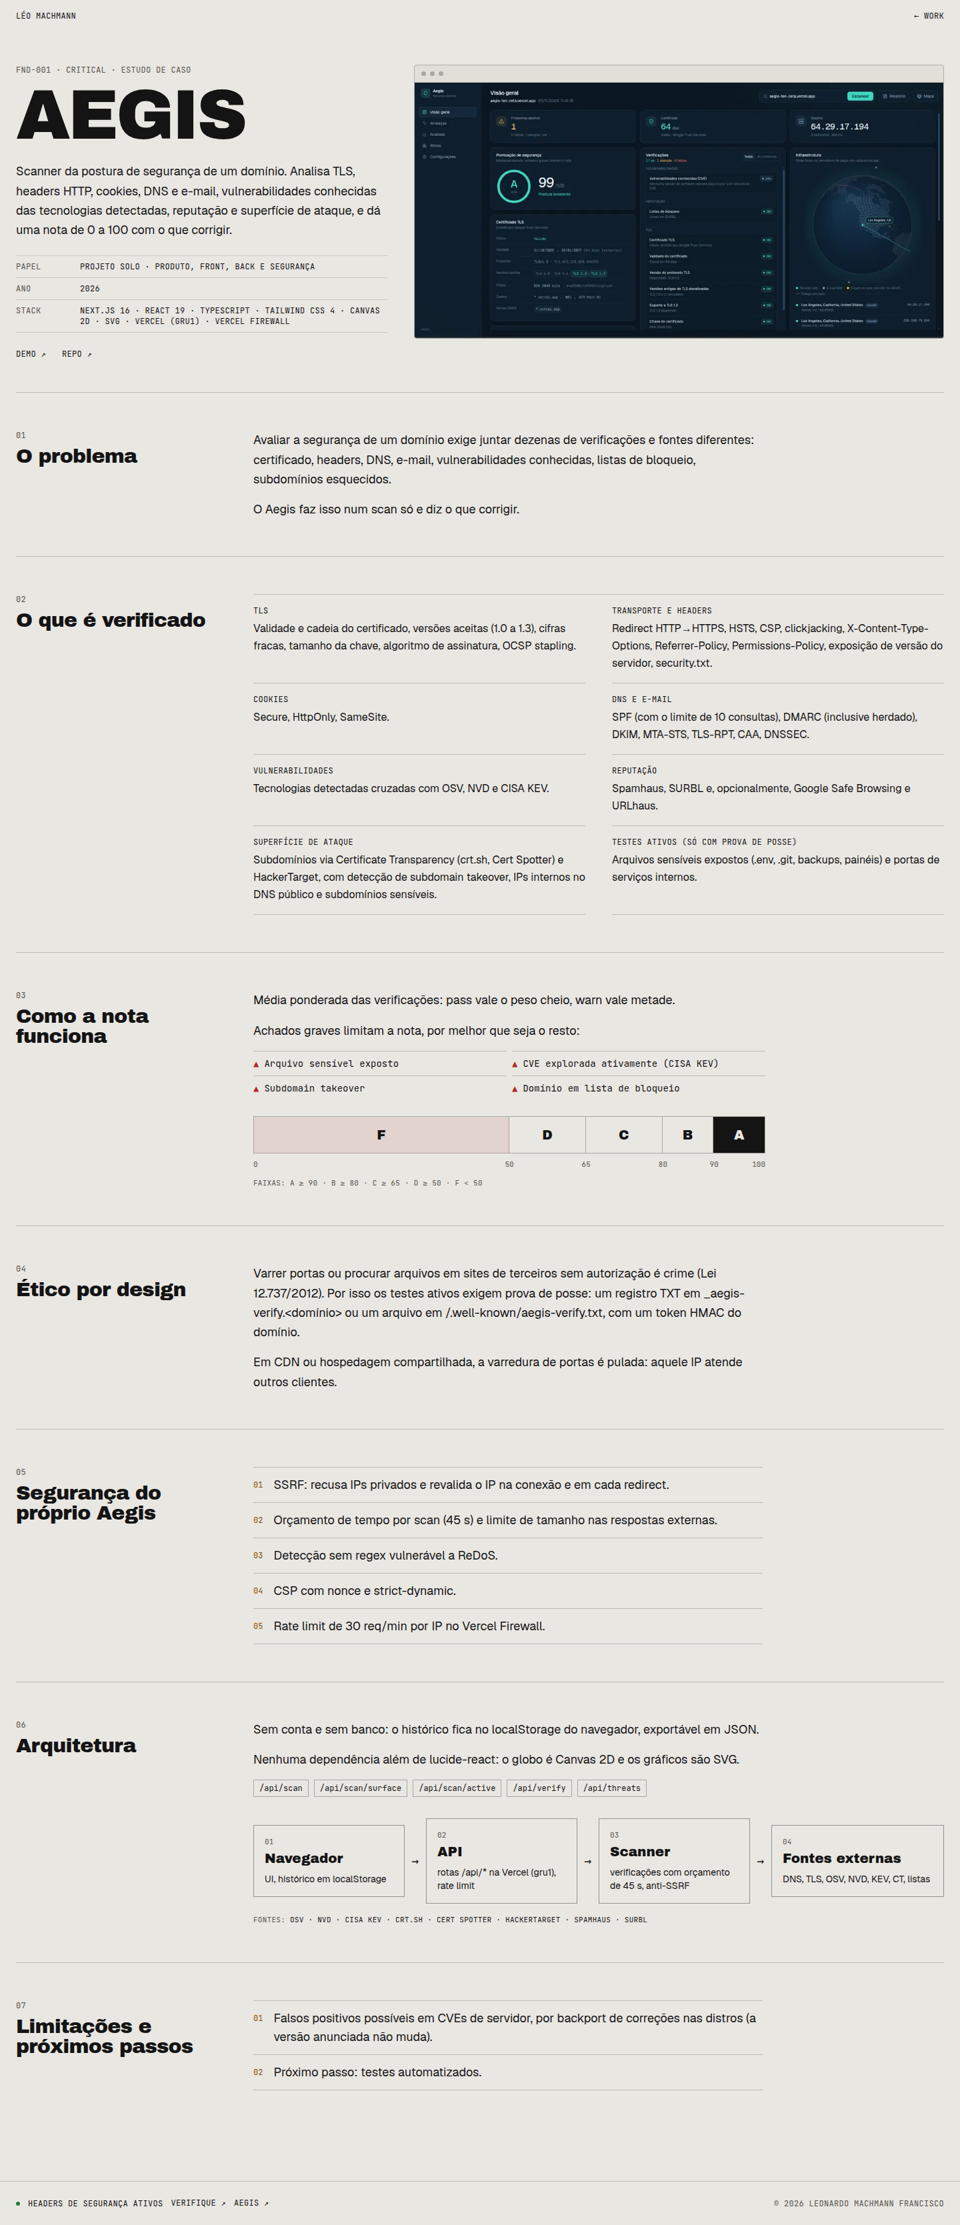 LÉO MACHMANN
← WORK
FND-001 · CRITICAL · ESTUDO DE CASO
AEGIS
Scanner da postura de segurança de um domínio. Analisa TLS,
headers HTTP, cookies, DNS e e-mail, vulnerabilidades conhecidas
das tecnologias detectadas, reputação e superfície de ataque, e dá
uma nota de 0 a 100 com o que corrigir.
PAPEL PROJETO SOLO · PRODUTO, FRONT, BACK E SEGURANÇA
ANO 2026
STACK NEXT.JS 16 · REACT 19 · TYPESCRIPT · TAILWIND CSS 4 · CANVAS
2D · SVG · VERCEL (GRU1) · VERCEL FIREWALL
DEMO ↗ REPO ↗
Aegis
Visão geral
Visão geral
Configurações
1
64
64.29.17.194
Pontuação de segurança
A
99
Certificado TLS
Verificações
Infraestrutura
01
O problema
Avaliar a segurança de um domínio exige juntar dezenas de verificações e fontes diferentes:
certificado, headers, DNS, e-mail, vulnerabilidades conhecidas, listas de bloqueio,
subdomínios esquecidos.
O Aegis faz isso num scan só e diz o que corrigir.
02
O que é verificado
TLS
Validade e cadeia do certificado, versões aceitas (1.0 a 1.3), cifras
fracas, tamanho da chave, algoritmo de assinatura, OCSP stapling.
TRANSPORTE E HEADERS
Redirect HTTP→HTTPS, HSTS, CSP, clickjacking, X-Content-Type-
Options, Referrer-Policy, Permissions-Policy, exposição de versão do
servidor, security.txt.
COOKIES
Secure, HttpOnly, SameSite.
DNS E E-MAIL
SPF (com o limite de 10 consultas), DMARC (inclusive herdado),
DKIM, MTA-STS, TLS-RPT, CAA, DNSSEC.
VULNERABILIDADES
Tecnologias detectadas cruzadas com OSV, NVD e CISA KEV.
REPUTAÇÃO
Spamhaus, SURBL e, opcionalmente, Google Safe Browsing e
URLhaus.
SUPERFÍCIE DE ATAQUE
Subdomínios via Certificate Transparency (crt.sh, Cert Spotter) e
HackerTarget, com detecção de subdomain takeover, IPs internos no
DNS público e subdomínios sensíveis.
TESTES ATIVOS (SÓ COM PROVA DE POSSE)
Arquivos sensíveis expostos (.env, .git, backups, painéis) e portas de
serviços internos.
03
Como a nota
funciona
Média ponderada das verificações: pass vale o peso cheio, warn vale metade.
Achados graves limitam a nota, por melhor que seja o resto:
▲ Arquivo sensível exposto
▲ CVE explorada ativamente (CISA KEV)
▲ Subdomain takeover
▲ Domínio em lista de bloqueio
F D C B A
0 50 65 80 90 100
FAIXAS: A ≥ 90 · B ≥ 80 · C ≥ 65 · D ≥ 50 · F < 50
04
Ético por design
Varrer portas ou procurar arquivos em sites de terceiros sem autorização é crime (Lei
12.737/2012). Por isso os testes ativos exigem prova de posse: um registro TXT em _aegis-
verify.<domínio> ou um arquivo em /.well-known/aegis-verify.txt, com um token HMAC do
domínio.
Em CDN ou hospedagem compartilhada, a varredura de portas é pulada: aquele IP atende
outros clientes.
05
Segurança do
próprio Aegis
01 SSRF: recusa IPs privados e revalida o IP na conexão e em cada redirect.
02 Orçamento de tempo por scan (45 s) e limite de tamanho nas respostas externas.
03 Detecção sem regex vulnerável a ReDoS.
04 CSP com nonce e strict-dynamic.
05 Rate limit de 30 req/min por IP no Vercel Firewall.
06
Arquitetura
Sem conta e sem banco: o histórico fica no localStorage do navegador, exportável em JSON.
Nenhuma dependência além de lucide-react: o globo é Canvas 2D e os gráficos são SVG.
/api/scan /api/scan/surface /api/scan/active /api/verify /api/threats
01
Navegador
UI, histórico em localStorage
→
02
API
rotas /api/* na Vercel (gru1),
rate limit
→
03
Scanner
verificações com orçamento
de 45 s, anti-SSRF
→
04
Fontes externas
DNS, TLS, OSV, NVD, KEV, CT, listas
FONTES: OSV · NVD · CISA KEV · CRT.SH · CERT SPOTTER · HACKERTARGET · SPAMHAUS · SURBL
07
Limitações e
próximos passos
01 Falsos positivos possíveis em CVEs de servidor, por backport de correções nas distros (a
versão anunciada não muda).
02 Próximo passo: testes automatizados.
HEADERS DE SEGURANÇA ATIVOS VERIFIQUE ↗ AEGIS ↗
© 2026 LEONARDO MACHMANN FRANCISCO